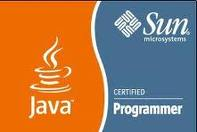 Sun
microsystems
Java
CERTIFIED
Programmer